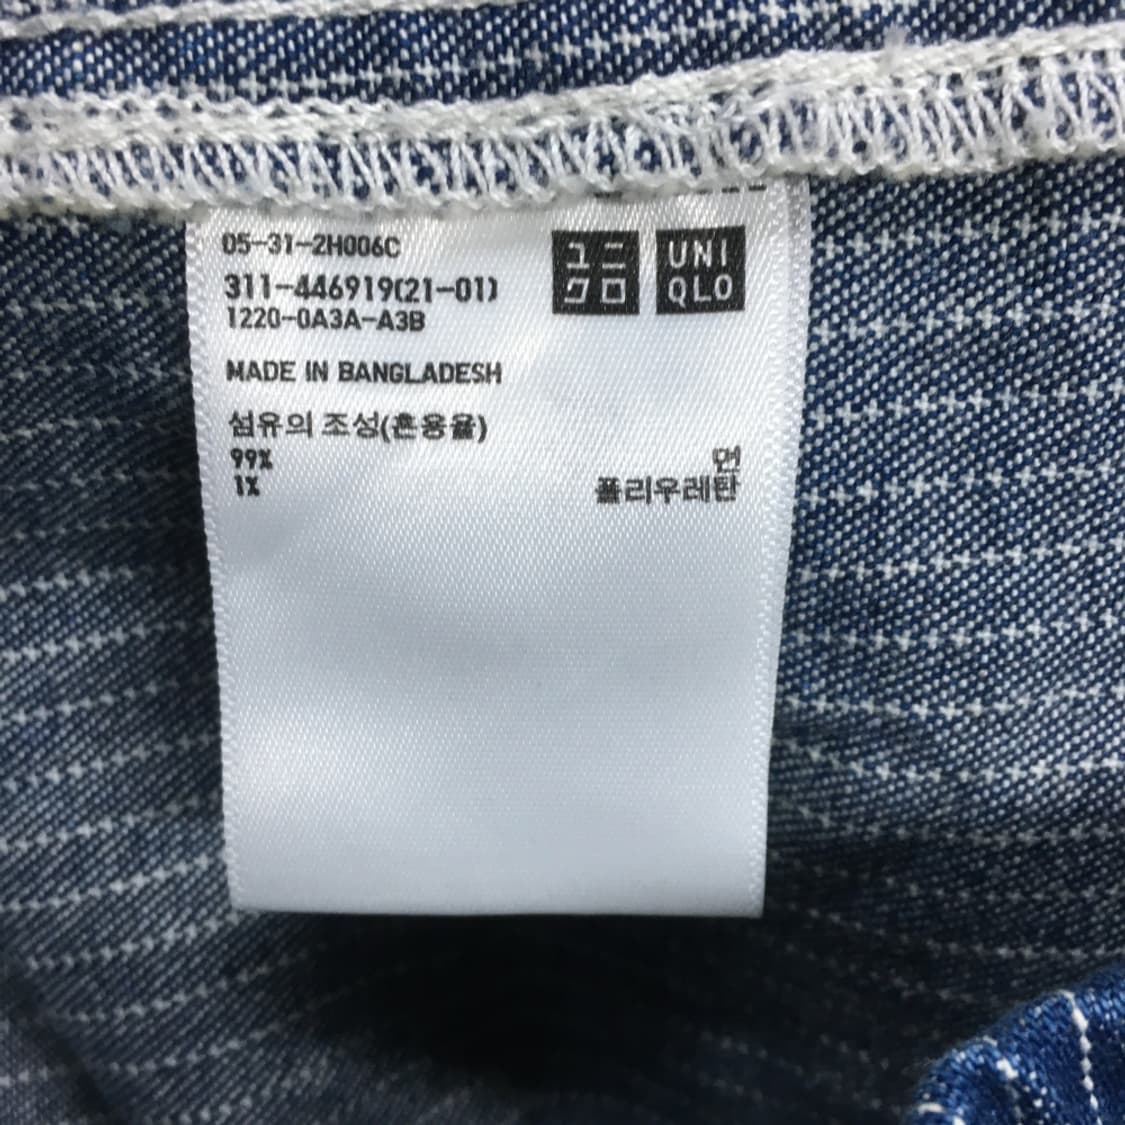 05-31-2H006C
311-446919(21-01)
1220-0A3A-A3B
ユニ
クロ
UNI
QLO
MADE IN BANGLADESH
섬유의 조성(혼용율)
99% 면
1% 폴리우레탄